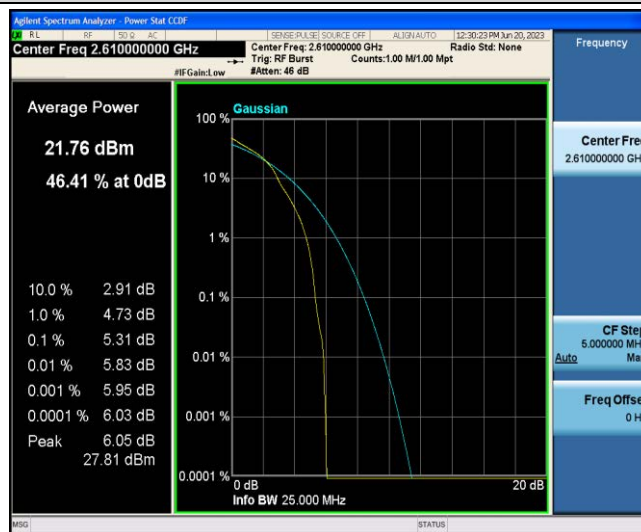 Agilent Spectrum Analyzer - Power Stat CCDF
RL RF 50 Ω AC SENSE:PULSE SOURCE OFF ALIGN AUTO 12:30:23 PM Jun 20, 2023
Center Freq 2.610000000 GHz
Center Freq: 2.610000000 GHz Radio Std: None
Trig: RF Burst Counts:1.00 M/1.00 Mpt
#IFGain:Low #Atten: 46 dB
Frequency
Average Power
21.76 dBm
46.41 % at 0dB
10.0 % 2.91 dB
1.0 % 4.73 dB
0.1 % 5.31 dB
0.01 % 5.83 dB
0.001 % 5.95 dB
0.0001 % 6.03 dB
Peak 6.05 dB
27.81 dBm
Gaussian
100 %
10 %
1 %
0.1 %
0.01 %
0.001 %
0.0001 %
0 dB 20 dB
Info BW 25.000 MHz
Center Fre
2.610000000 GH
CF Step
5.000000 MH
Auto Ma
Freq Offse
0 H
MSG STATUS